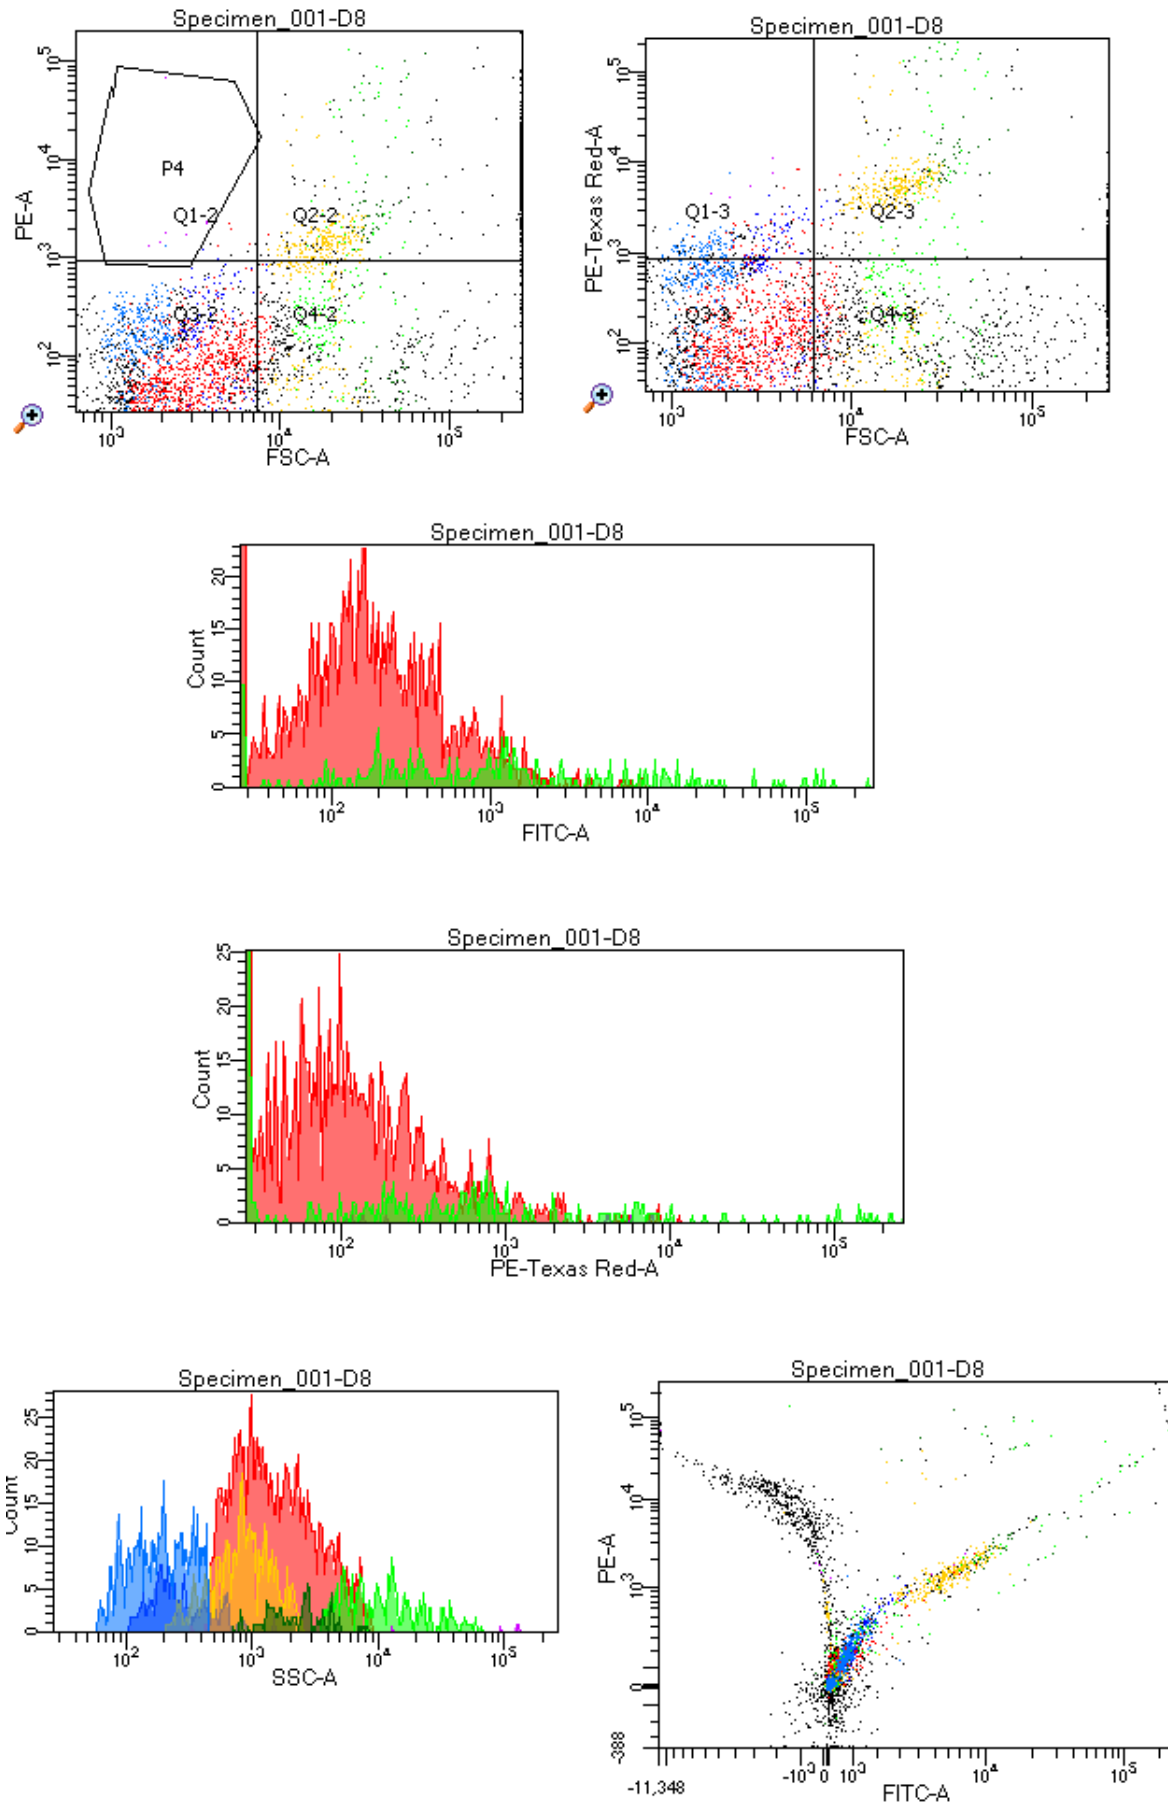 Specimen_001-D8
PE-A
10^5
10^4
10^3
10^2
P4
Q1-2
Q2-2
Q3-2
Q4-2
10^3
10^4
10^5
FSC-A
Specimen_001-D8
PE-Texas Red-A
10^5
10^4
10^3
10^2
Q1-3
Q2-3
Q3-3
Q4-3
10^3
10^4
10^5
FSC-A
Specimen_001-D8
Count
20
15
10
5
0
10^2
10^3
10^4
10^5
FITC-A
Specimen_001-D8
Count
25
20
15
10
5
0
10^2
10^3
10^4
10^5
PE-Texas Red-A
Specimen_001-D8
Count
25
20
15
10
5
0
10^2
10^3
10^4
10^5
SSC-A
Specimen_001-D8
PE-A
10^5
10^4
10^3
0
-388
-11,348
-10^3
0
10^3
10^4
10^5
FITC-A